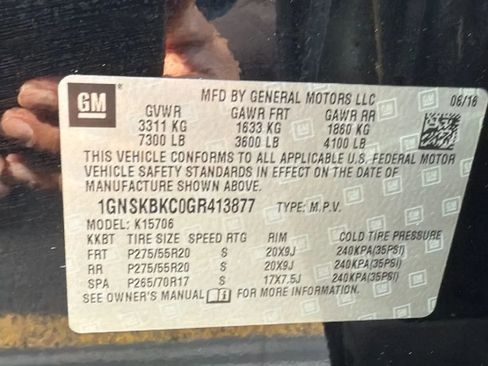 GM
MFD BY GENERAL MOTORS LLC 06/16
GVWR GAWR FRT GAWR RR
3311 KG 1633 KG 1860 KG
7300 LB 3600 LB 4100 LB
THIS VEHICLE CONFORMS TO ALL APPLICABLE U.S. FEDERAL MOTOR
VEHICLE SAFETY STANDARDS IN EFFECT ON THE DATE OF
MANUFACTURE SHOWN ABOVE.
1GNSKBKC0GR413877 TYPE: M.P.V.
MODEL: K15706
KKBT TIRE SIZE SPEED RTG RIM COLD TIRE PRESSURE
FRT P275/55R20 S 20X9J 240KPA(35PSI)
RR P275/55R20 S 20X9J 240KPA(35PSI)
SPA P265/70R17 S 17X7.5J 240KPA(35PSI)
SEE OWNER'S MANUAL FOR MORE INFORMATION.